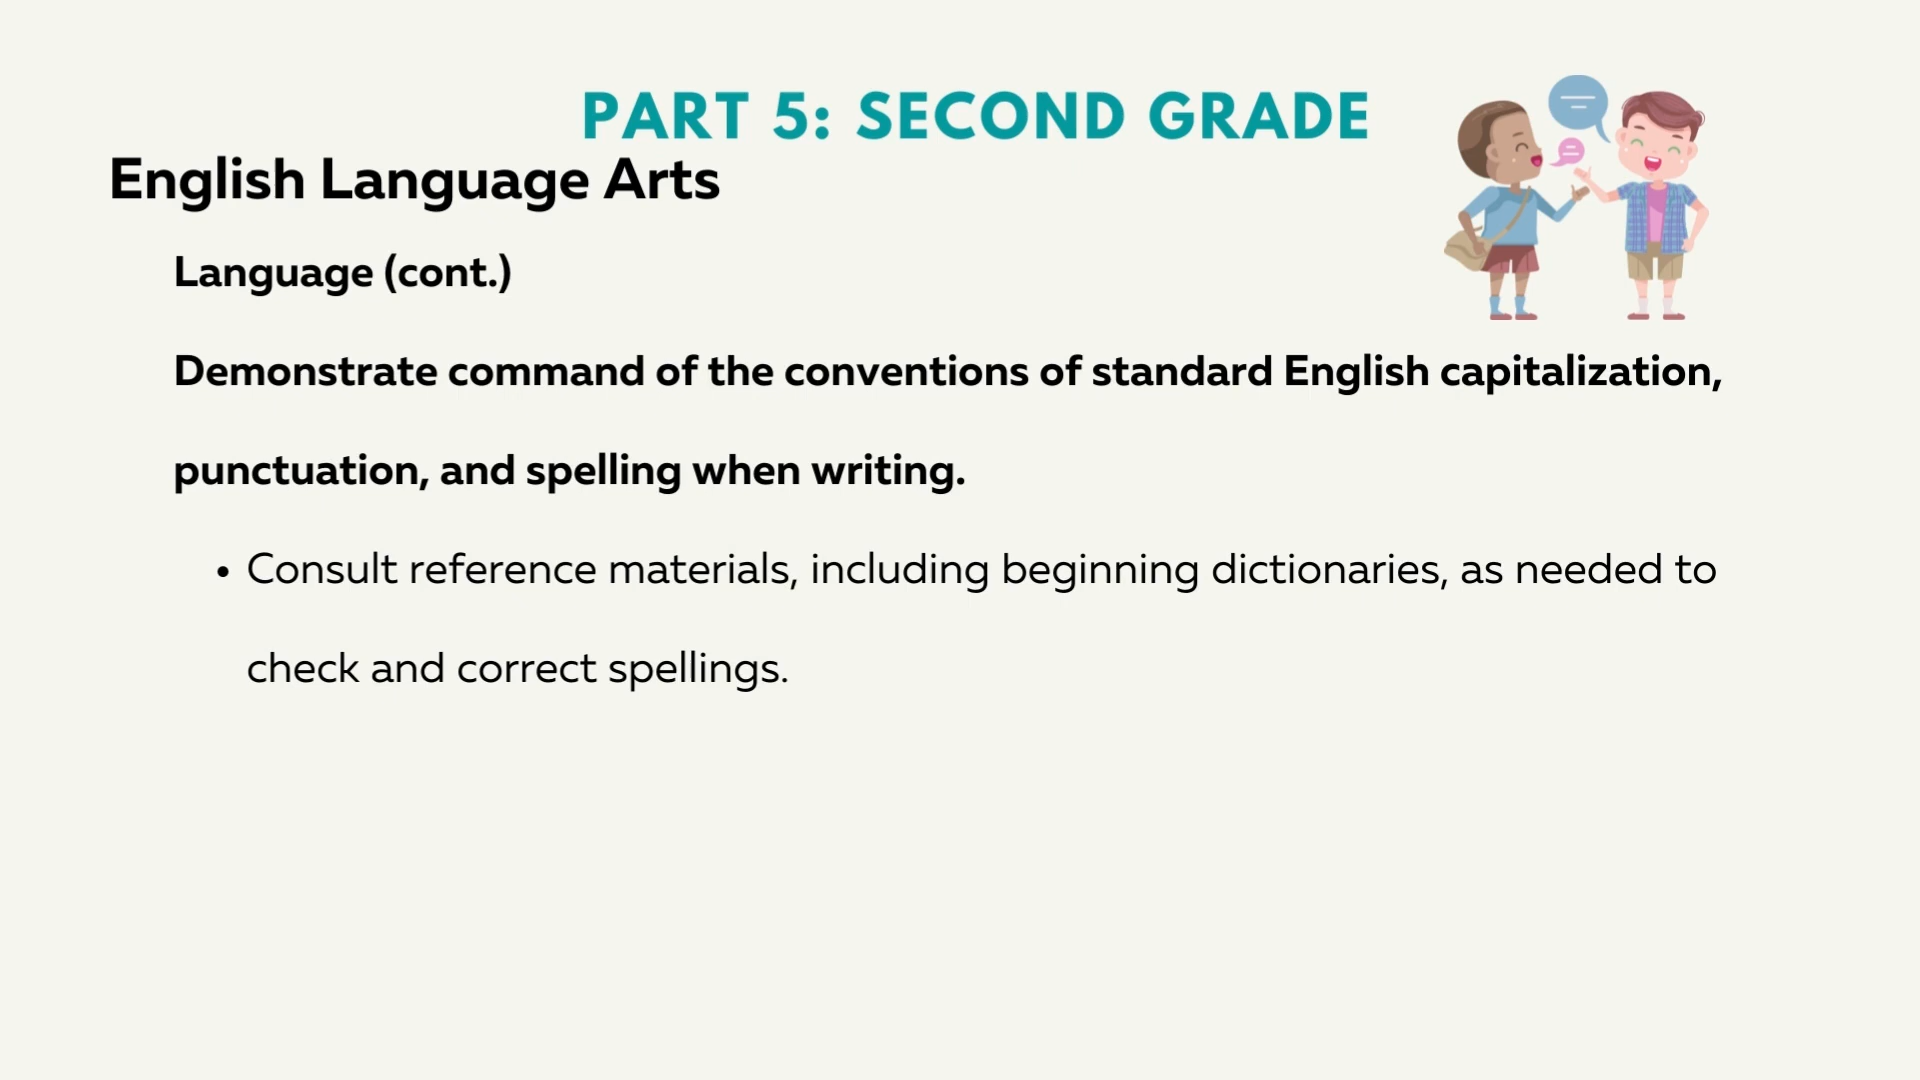 PART 5: SECOND GRADE
English Language Arts
Language (cont.)
Demonstrate command of the conventions of standard English capitalization,
punctuation, and spelling when writing.
• Consult reference materials, including beginning dictionaries, as needed to
check and correct spellings.